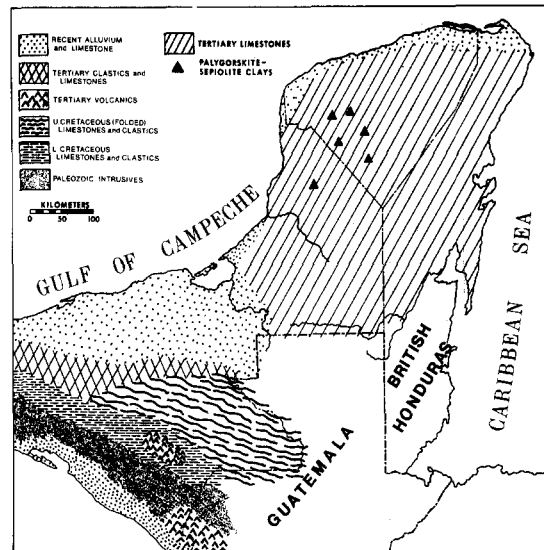 RECENT ALLUVIUM
and LIMESTONE
TERTIARY CLASTICS and
LIMESTONES
TERTIARY VOLCANICS
U.CRETACEOUS (FOLDED)
LIMESTONES and CLASTICS
L CRETACEOUS
LIMESTONES and CLASTICS
PALEOZOIC INTRUSIVES
KILOMETERS
0 50 100
TERTIARY LIMESTONES
PALYGORSKITE-
SEPIOLITE CLAYS
GULF OF CAMPECHE
CARIBBEAN SEA
BRITISH
HONDURAS
GUATEMALA